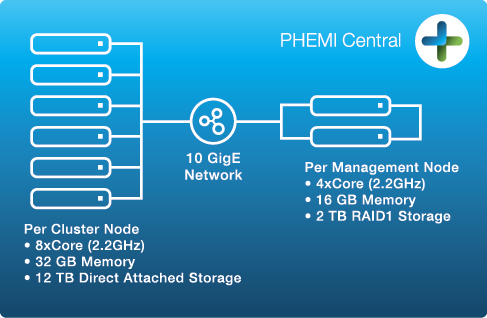 PHEMI Central
10 GigE
Network
Per Management Node
• 4xCore (2.2GHz)
• 16 GB Memory
• 2 TB RAID1 Storage
Per Cluster Node
• 8xCore (2.2GHz)
• 32 GB Memory
• 12 TB Direct Attached Storage